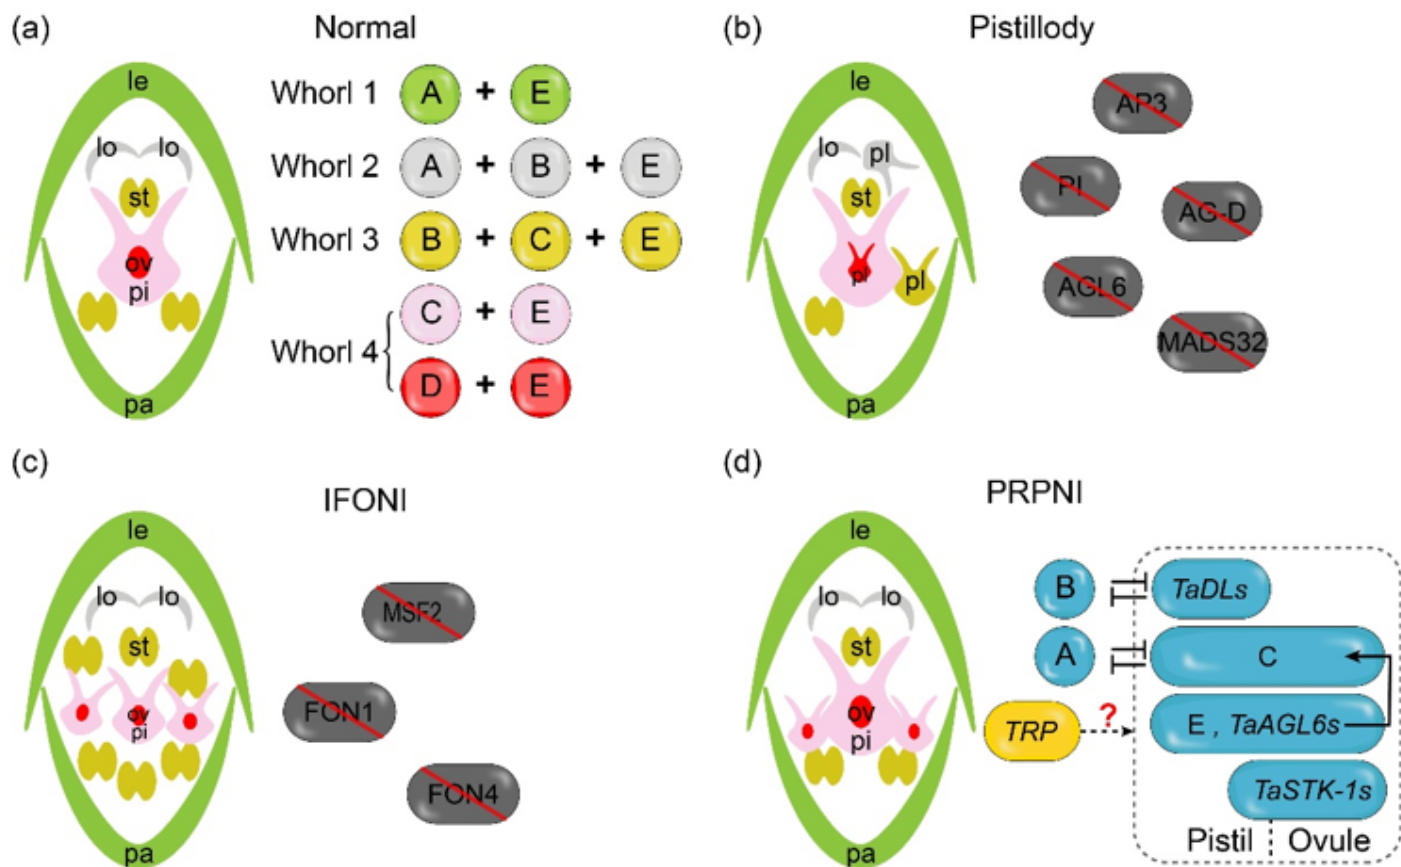 (a)
Normal
le
lo lo
st
ov
pi
pa
Whorl 1 A + E
Whorl 2 A + B + E
Whorl 3 B + C + E
Whorl 4 C + E
D + E
(b)
Pistillody
le
lo pl
st
pl
pl
pa
AP3
PI
AG-D
AGL6
MADS32
(c)
IFONI
le
lo lo
st
ov
pi
pa
MSF2
FON1
FON4
(d)
PRPNI
le
lo lo
st
ov
pi
pa
B TaDLs
A C
TRP ? E , TaAGL6s
TaSTK-1s
Pistil Ovule